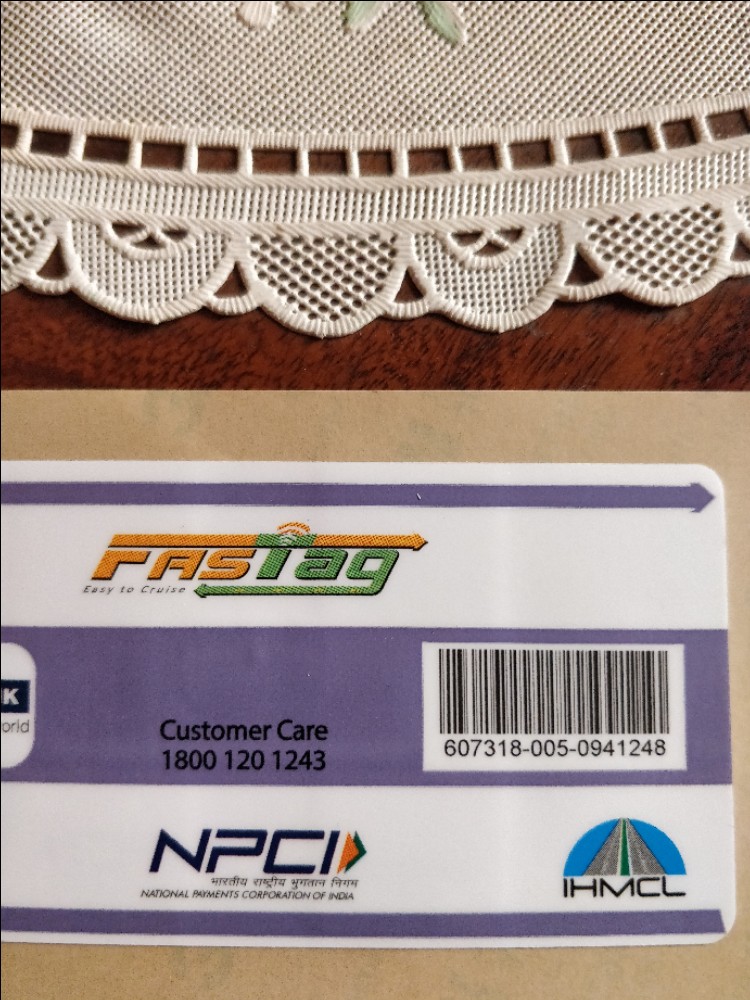 FASTag
Easy to Cruise
K
orld
Customer Care
1800 120 1243
607318-005-0941248
NPCI
भारतीय राष्ट्रीय भुगतान निगम
NATIONAL PAYMENTS CORPORATION OF INDIA
IHMCL